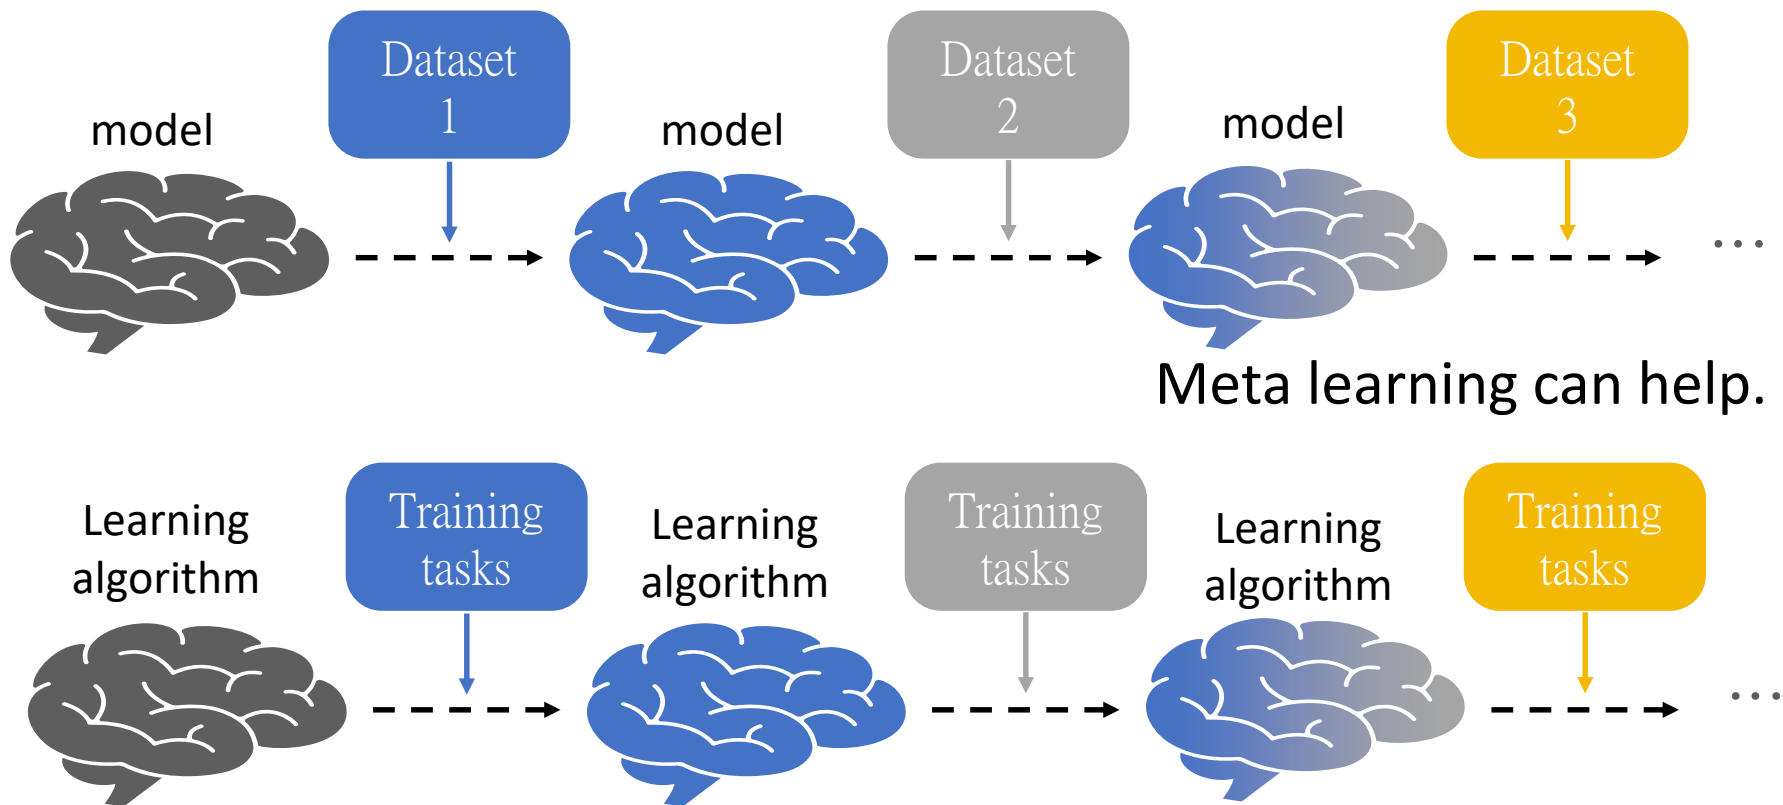 model
Dataset
1
model
Dataset
2
model
Dataset
3
...
Meta learning can help.
Learning
algorithm
Training
tasks
Learning
algorithm
Training
tasks
Learning
algorithm
Training
tasks
...